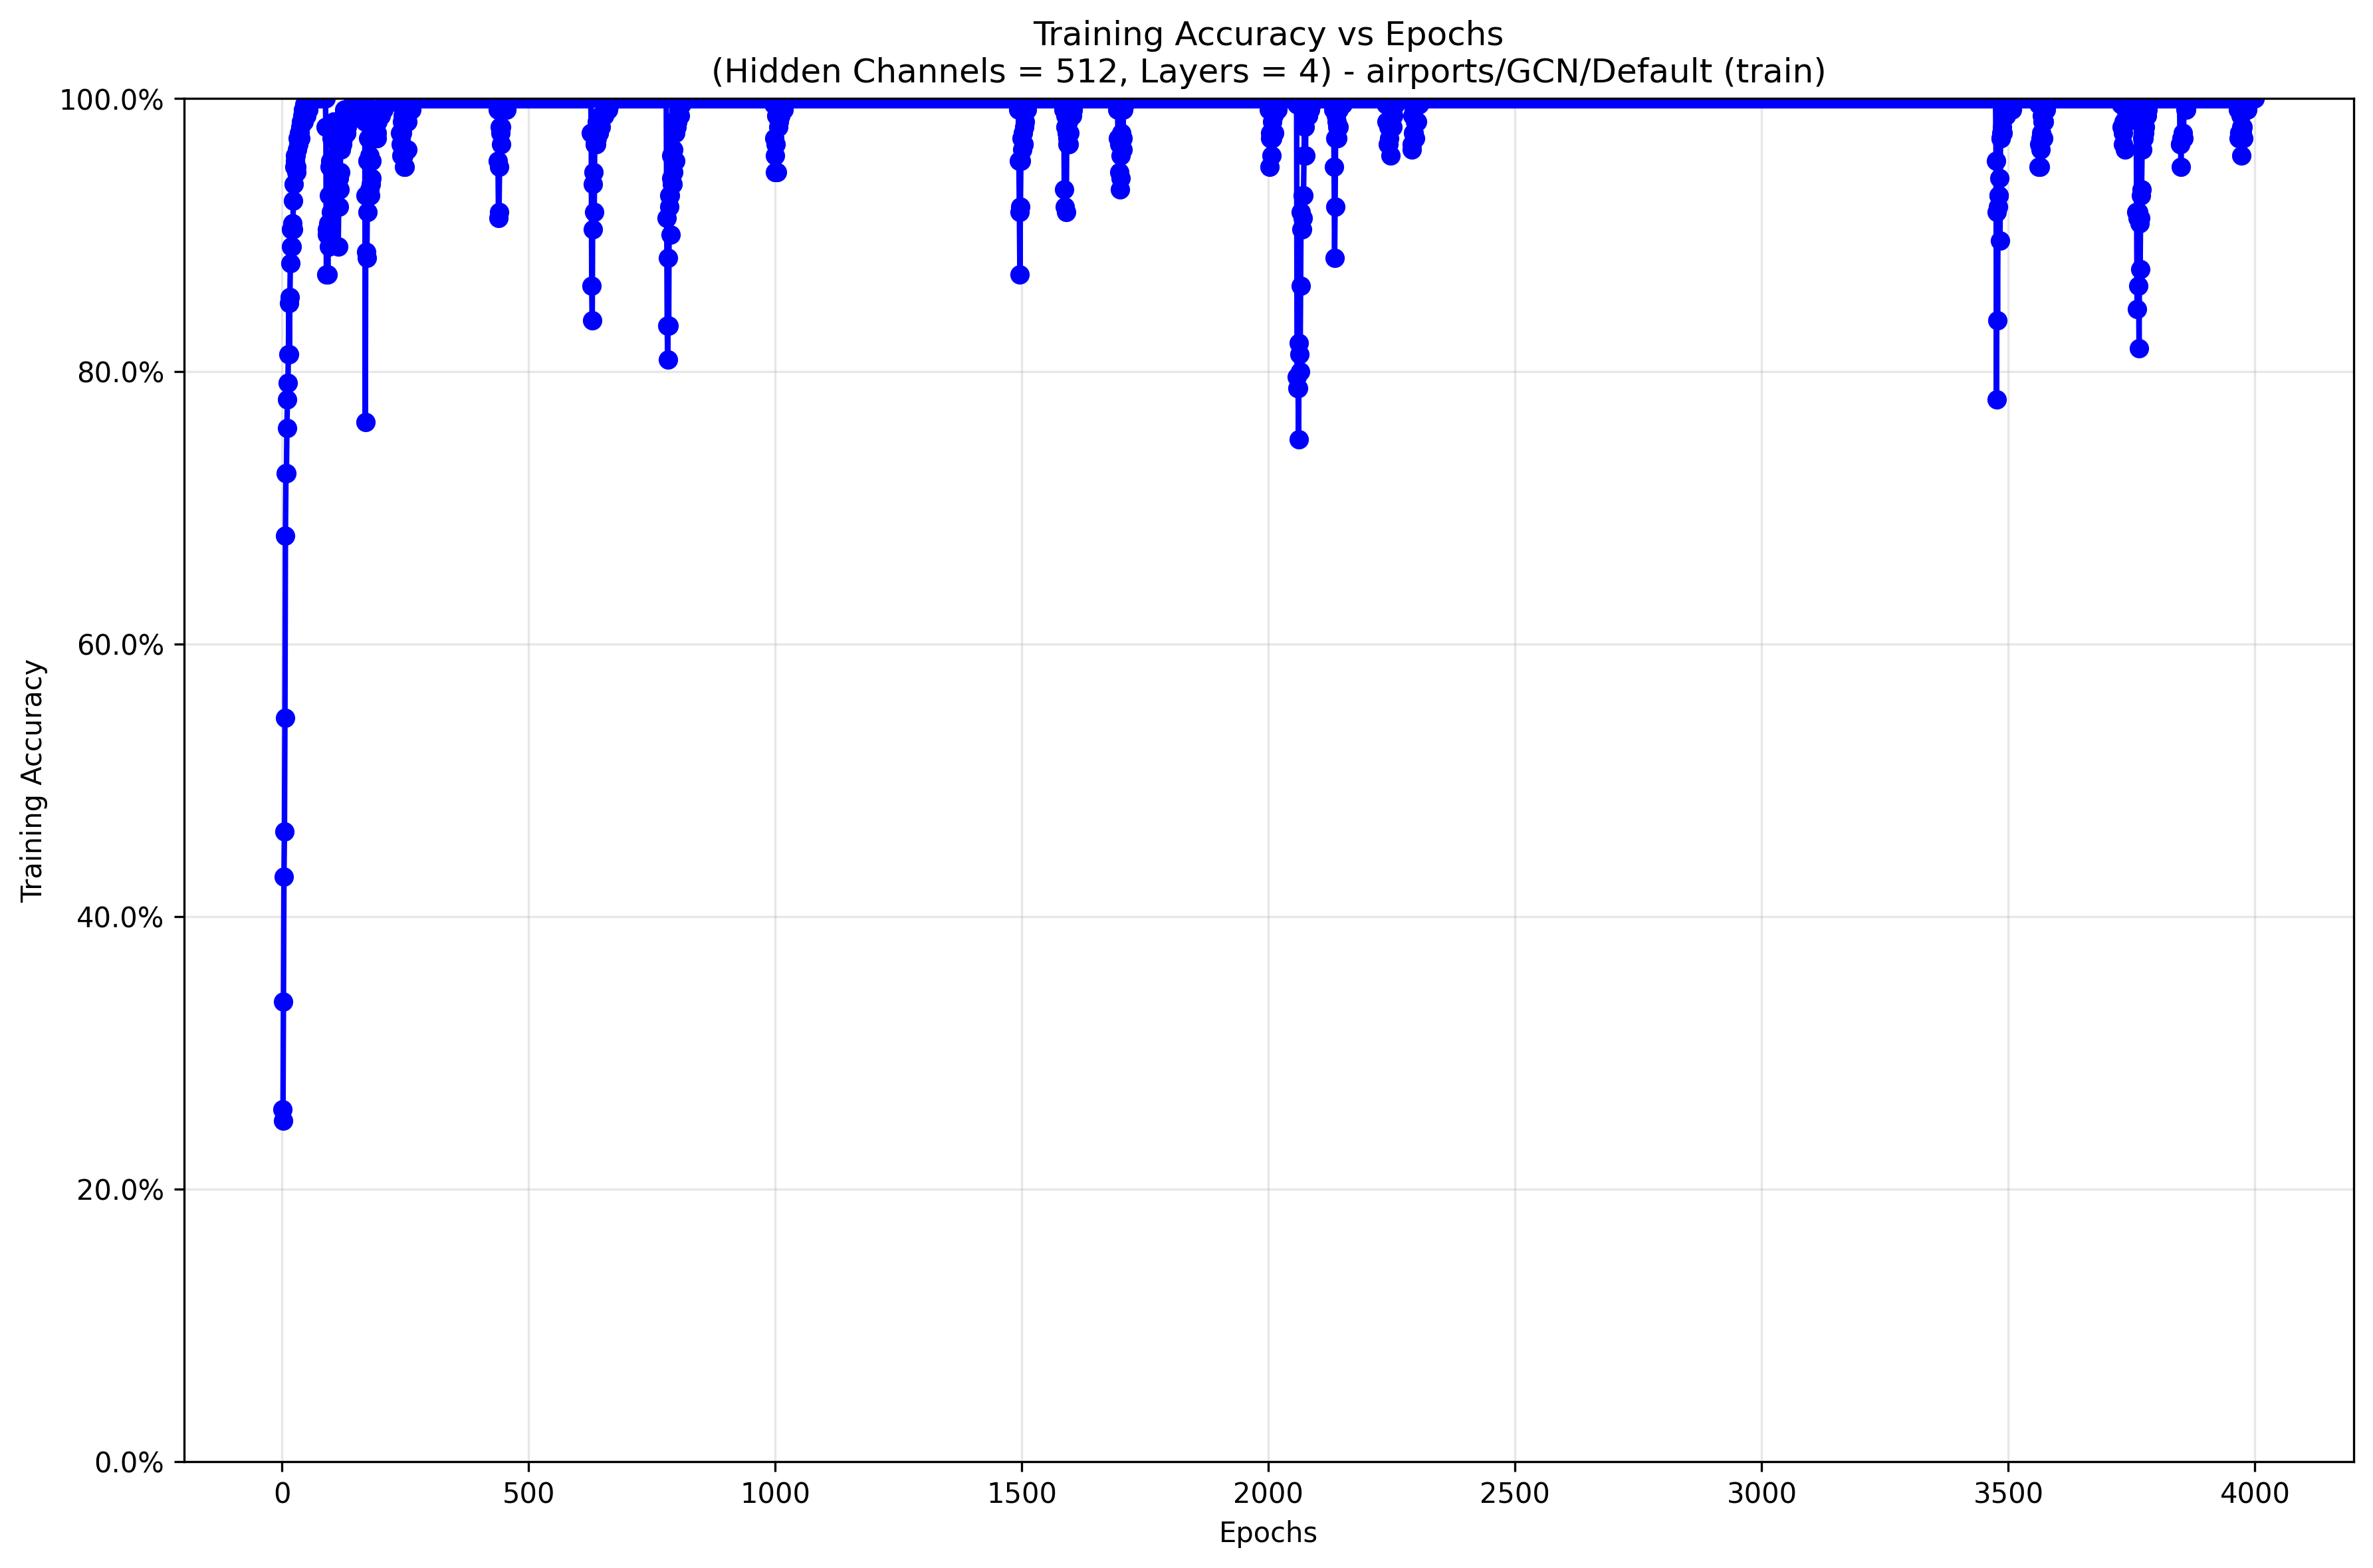 Training Accuracy vs Epochs
(Hidden Channels = 512, Layers = 4) - airports/GCN/Default (train)
100.0%
80.0%
60.0%
40.0%
20.0%
0.0%
Training Accuracy
0 500 1000 1500 2000 2500 3000 3500 4000
Epochs